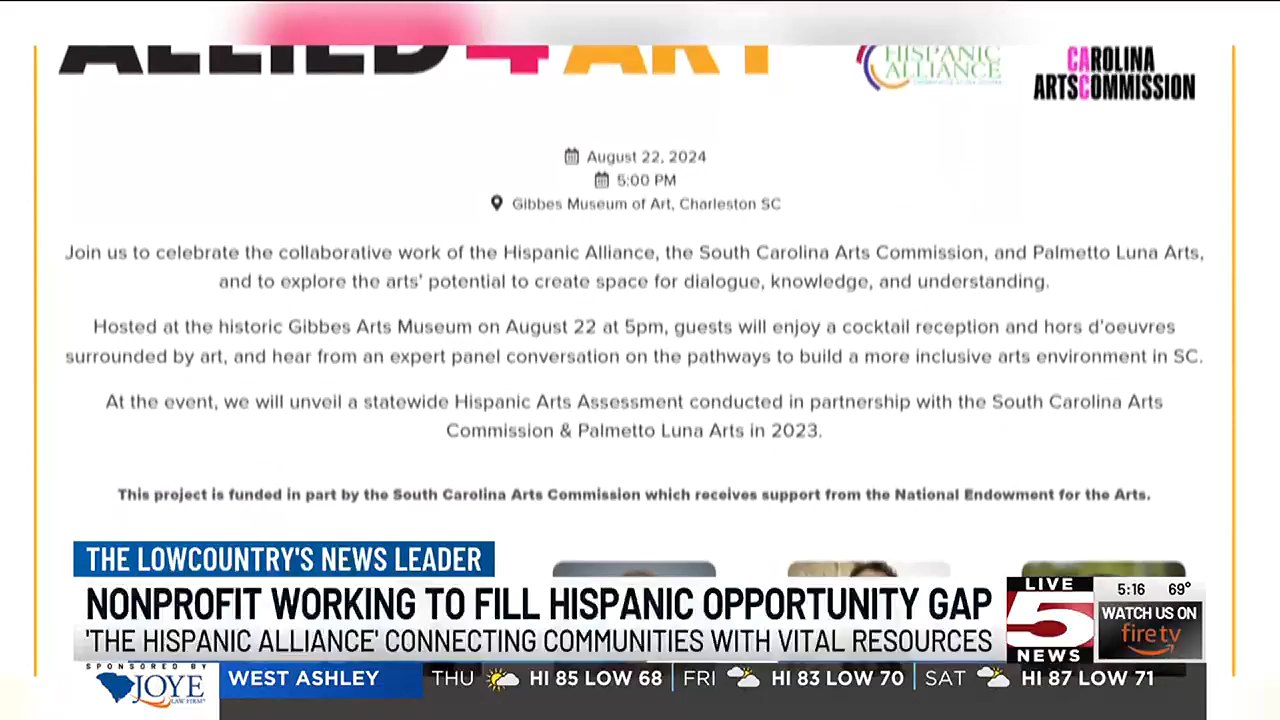 ALLIED 4 ART
HISPANIC
ALLIANCE
CAROLINA
ARTSCOMMISSION
August 22, 2024
5:00 PM
Gibbes Museum of Art, Charleston SC
Join us to celebrate the collaborative work of the Hispanic Alliance, the South Carolina Arts Commission, and Palmetto Luna Arts,
and to explore the arts' potential to create space for dialogue, knowledge, and understanding.
Hosted at the historic Gibbes Arts Museum on August 22 at 5pm, guests will enjoy a cocktail reception and hors d'oeuvres
surrounded by art, and hear from an expert panel conversation on the pathways to build a more inclusive arts environment in SC.
At the event, we will unveil a statewide Hispanic Arts Assessment conducted in partnership with the South Carolina Arts
Commission & Palmetto Luna Arts in 2023.
This project is funded in part by the South Carolina Arts Commission which receives support from the National Endowment for the Arts.
THE LOWCOUNTRY'S NEWS LEADER
NONPROFIT WORKING TO FILL HISPANIC OPPORTUNITY GAP
'THE HISPANIC ALLIANCE' CONNECTING COMMUNITIES WITH VITAL RESOURCES
LIVE
5
NEWS
5:16 69°
WATCH US ON
fire tv
SPONSORED BY
JOYE
LAW FIRM
WEST ASHLEY THU HI 85 LOW 68 FRI HI 83 LOW 70 SAT HI 87 LOW 71